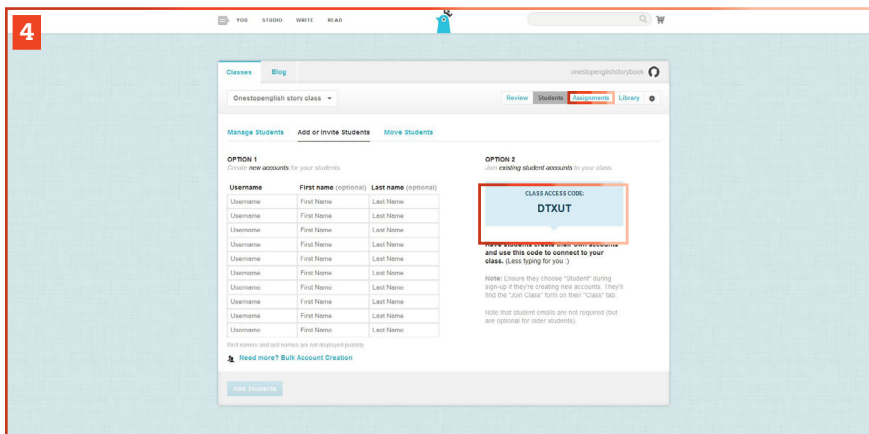 4
YOU STUDIO WRITE READ
Classes Blog
onestopenglishstorybook
Onestopenglish story class
Review Students Assignments Library
Manage Students Add or Invite Students Move Students
OPTION 1
Create new accounts for your students.
Username First name (optional) Last name (optional)
Username First Name Last Name
Username First Name Last Name
Username First Name Last Name
Username First Name Last Name
Username First Name Last Name
Username First Name Last Name
Username First Name Last Name
Username First Name Last Name
Username First Name Last Name
Username First Name Last Name
First names and last names are not displayed publicly.
Need more? Bulk Account Creation
Add Students
OPTION 2
Join existing student accounts to your class.
CLASS ACCESS CODE:
DTXUT
Have students create their own accounts
and use this code to connect to your
class. (Less typing for you :)
Note: Ensure they choose "Student" during
sign-up if they're creating new accounts. They'll
find the "Join Class" form on their "Class" tab.
Note that student emails are not required (but
are optional for older students).